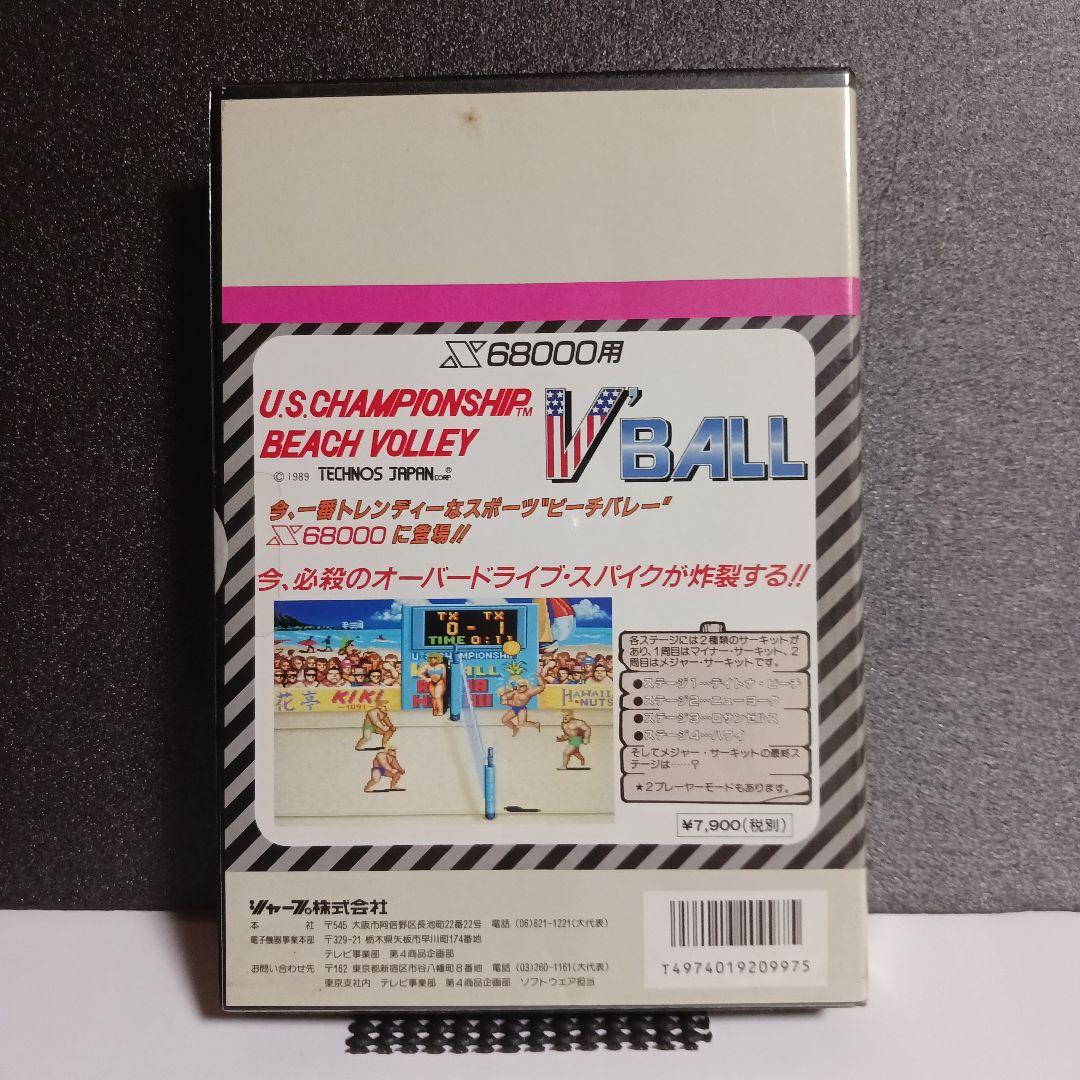 X68000用
U.S. CHAMPIONSHIP™
BEACH VOLLEY
V'BALL
© 1989 TECHNOS JAPAN CORP.®
今、一番トレンディーなスポーツ"ビーチバレー"
X68000に登場!!
今、必殺のオーバードライブ・スパイクが炸裂する!!
TX TX
0 - 1
TIME 0:11
U.S. CHAMPIONSHIP
花亭 KIKI
-1091-
HAWAII
NUTS
各ステージには2種類のサーキットが
あり、1周目はマイナー・サーキット、2
周目はメジャー・サーキットです。
●ステージ1…デイトナ・ビーチ
●ステージ2…ニューヨーク
●ステージ3…ロサンゼルス
●ステージ4…ハワイ
そしてメジャー・サーキットの最終ス
テージは……?
★2プレーヤーモードもあります。
¥7,900(税別)
シャープ株式会社
本 社 〒545 大阪市阿倍野区長池町22番22号 電話 (06)621-1221(大代表)
電子機器事業本部 〒329-21 栃木県矢板市早川町174番地
テレビ事業部 第4商品企画部
お問い合わせ先 〒162 東京都新宿区市谷八幡町8番地 電話 (03)260-1161(大代表)
東京支社内 テレビ事業部 第4商品企画部 ソフトウエア担当
T4974019209975